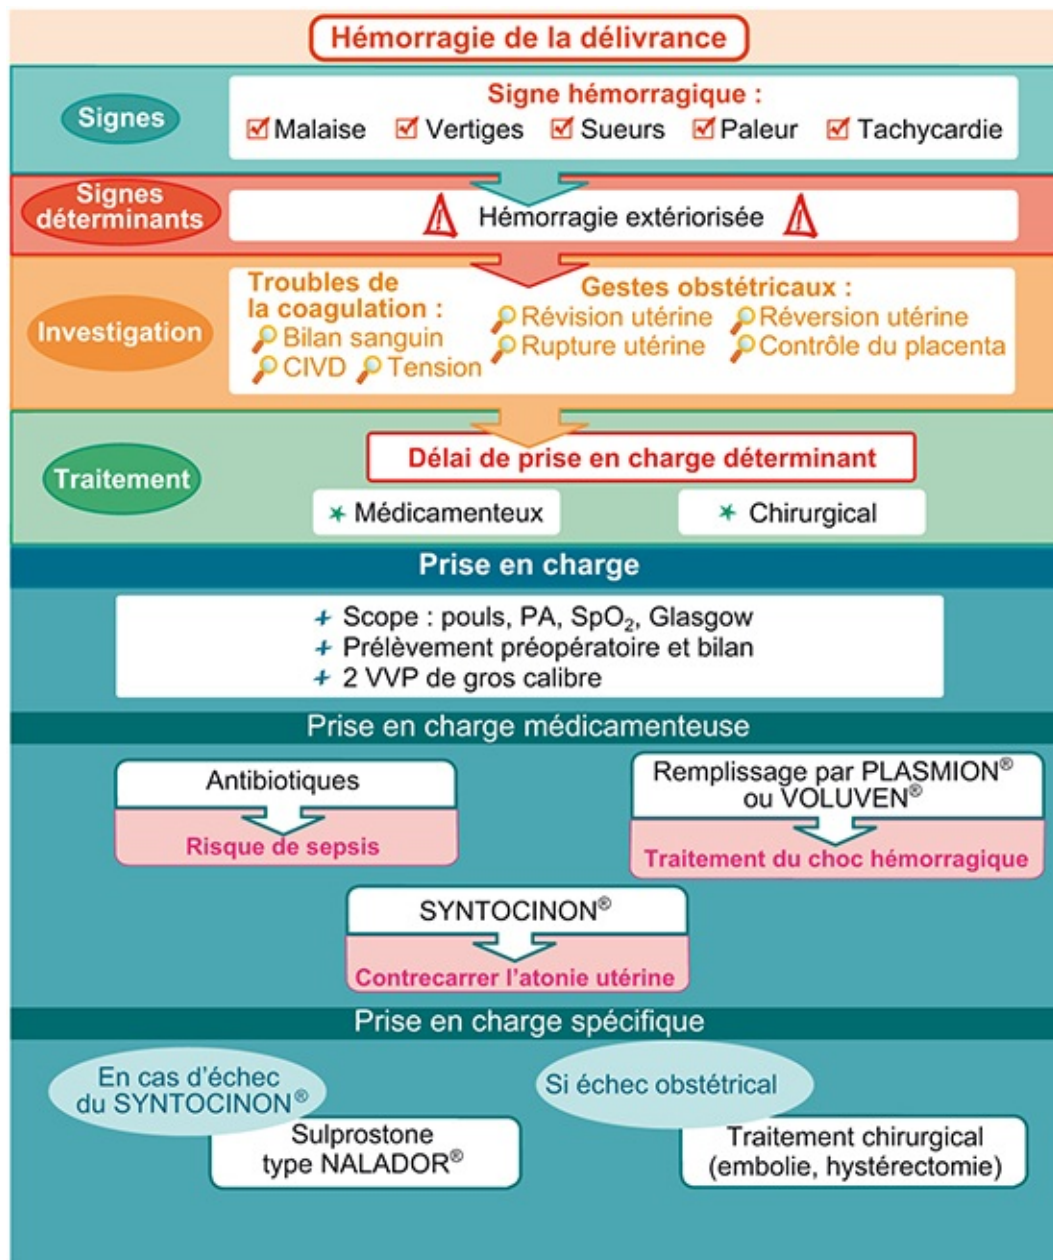 Hémorragie de la délivrance
Signes
Signe hémorragique :
Malaise Vertiges Sueurs Paleur Tachycardie
Signes
déterminants
Hémorragie extériorisée
Investigation
Troubles de
la coagulation :
Bilan sanguin
CIVD Tension
Gestes obstétricaux :
Révision utérine Réversion utérine
Rupture utérine Contrôle du placenta
Traitement
Délai de prise en charge déterminant
Médicamenteux
Chirurgical
Prise en charge
+ Scope : pouls, PA, SpO₂, Glasgow
+ Prélèvement préopératoire et bilan
+ 2 VVP de gros calibre
Prise en charge médicamenteuse
Antibiotiques
Risque de sepsis
Remplissage par PLASMION®
ou VOLUVEN®
Traitement du choc hémorragique
SYNTOCINON®
Contrecarrer l'atonie utérine
Prise en charge spécifique
En cas d'échec
du SYNTOCINON®
Sulprostone
type NALADOR®
Si échec obstétrical
Traitement chirurgical
(embolie, hystérectomie)